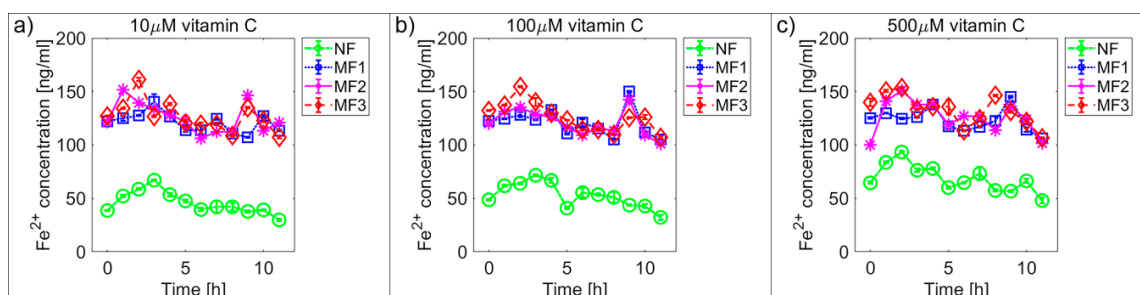 a) 10μM vitamin C
200
150
100
50
0
0 5 10
Fe²⁺ concentration [ng/ml]
Time [h]
NF
MF1
MF2
MF3
b) 100μM vitamin C
200
150
100
50
0
0 5 10
Fe²⁺ concentration [ng/ml]
Time [h]
NF
MF1
MF2
MF3
c) 500μM vitamin C
200
150
100
50
0
0 5 10
Fe²⁺ concentration [ng/ml]
Time [h]
NF
MF1
MF2
MF3